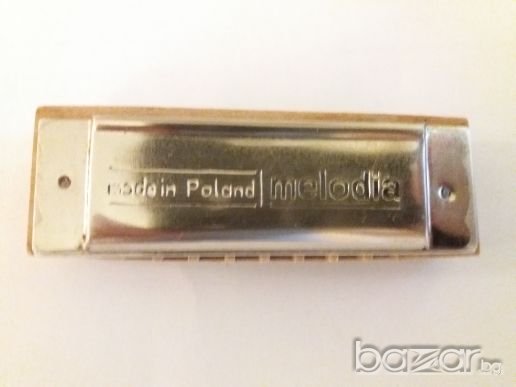 made in Poland | melodia
bazar.bg